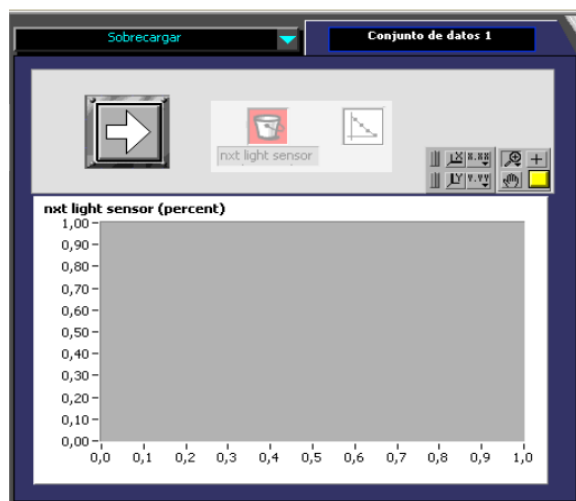 Sobrecargar
Conjunto de datos 1
nxt light sensor
X X.XX
Y Y.YY
nxt light sensor (percent)
1,00
0,90
0,80
0,70
0,60
0,50
0,40
0,30
0,20
0,10
0,00
0,0 0,1 0,2 0,3 0,4 0,5 0,6 0,7 0,8 0,9 1,0